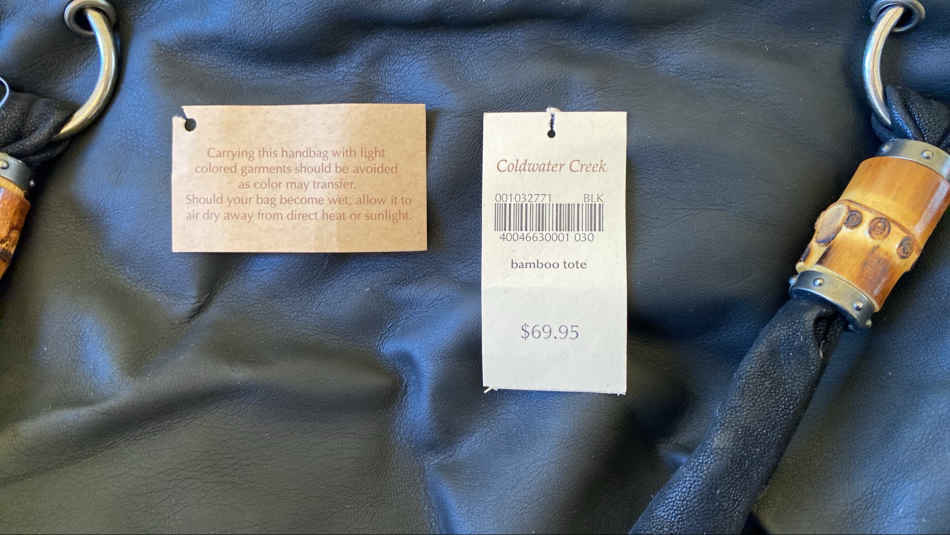 Carrying this handbag with light
colored garments should be avoided
as color may transfer.
Should your bag become wet, allow it to
air dry away from direct heat or sunlight.
Coldwater Creek
001032771 BLK
40046630001 030
bamboo tote
$69.95